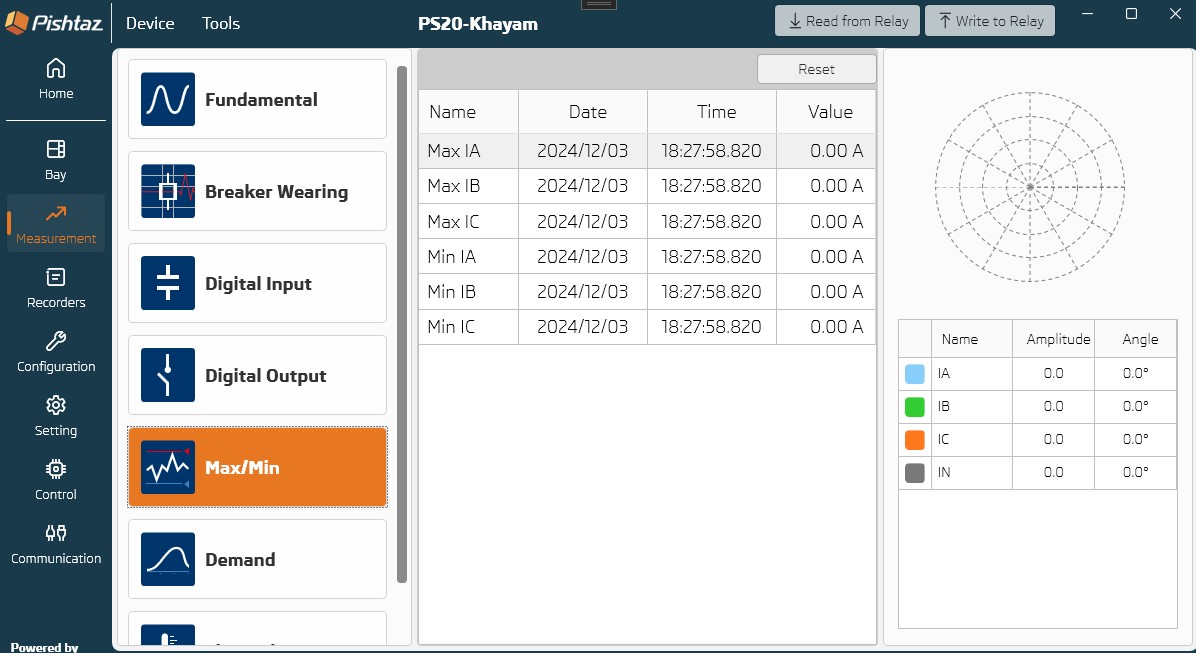 Pishtaz
Device Tools PS20-Khayam Read from Relay Write to Relay
Home
Bay
Measurement
Recorders
Configuration
Setting
Control
Communication
Powered by
Fundamental
Breaker Wearing
Digital Input
Digital Output
Max/Min
Demand
Reset
Name Date Time Value
Max IA 2024/12/03 18:27:58.820 0.00 A
Max IB 2024/12/03 18:27:58.820 0.00 A
Max IC 2024/12/03 18:27:58.820 0.00 A
Min IA 2024/12/03 18:27:58.820 0.00 A
Min IB 2024/12/03 18:27:58.820 0.00 A
Min IC 2024/12/03 18:27:58.820 0.00 A
Name Amplitude Angle
IA 0.0 0.0°
IB 0.0 0.0°
IC 0.0 0.0°
IN 0.0 0.0°